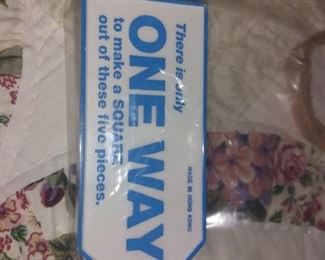 There is only
ONE WAY
MADE IN HONG KONG
to make a SQUARE
out of these five pieces.